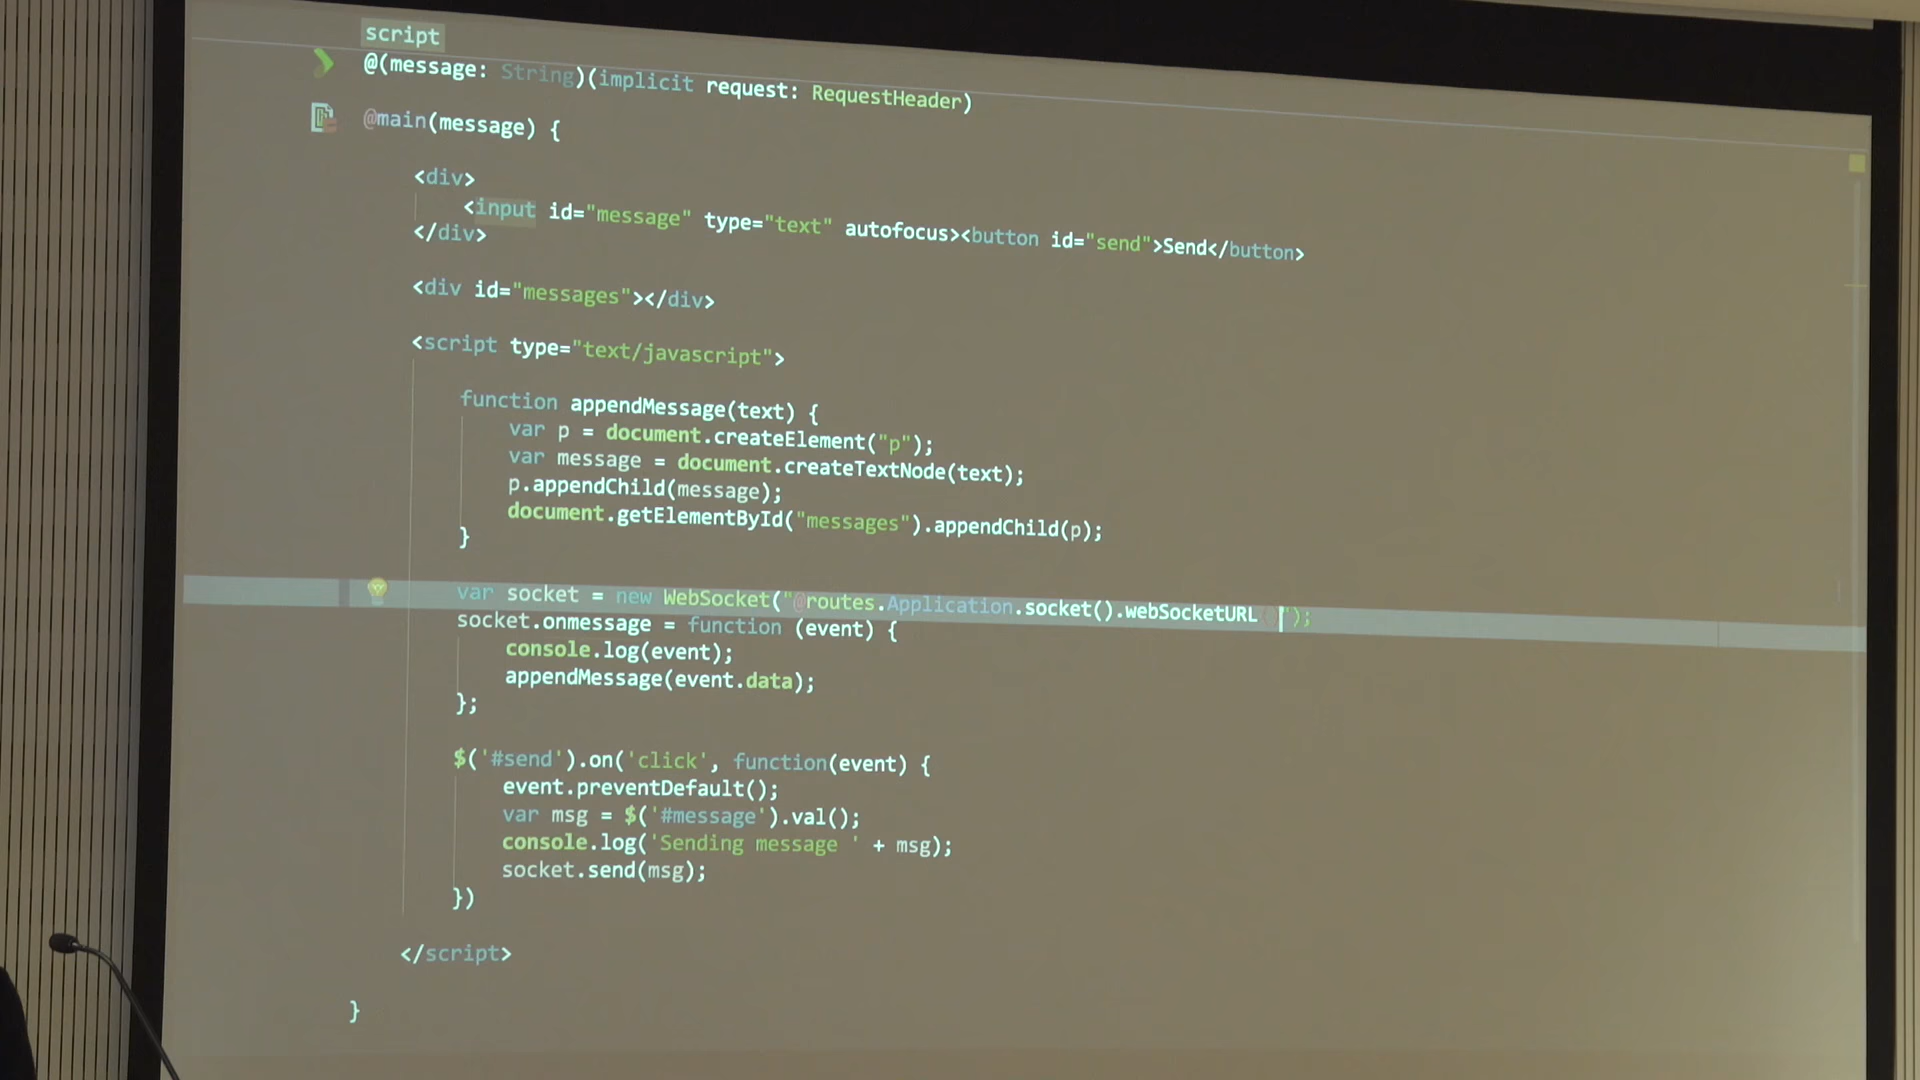 script
@(message: String)(implicit request: RequestHeader)
@main(message) {
<div>
<input id="message" type="text" autofocus><button id="send">Send</button>
</div>
<div id="messages"></div>
<script type="text/javascript">
function appendMessage(text) {
var p = document.createElement("p");
var message = document.createTextNode(text);
p.appendChild(message);
document.getElementById("messages").appendChild(p);
}
var socket = new WebSocket("@routes.Application.socket().webSocketURL()");
socket.onmessage = function (event) {
console.log(event);
appendMessage(event.data);
};
$('#send').on('click', function(event) {
event.preventDefault();
var msg = $('#message').val();
console.log('Sending message ' + msg);
socket.send(msg);
})
</script>
}